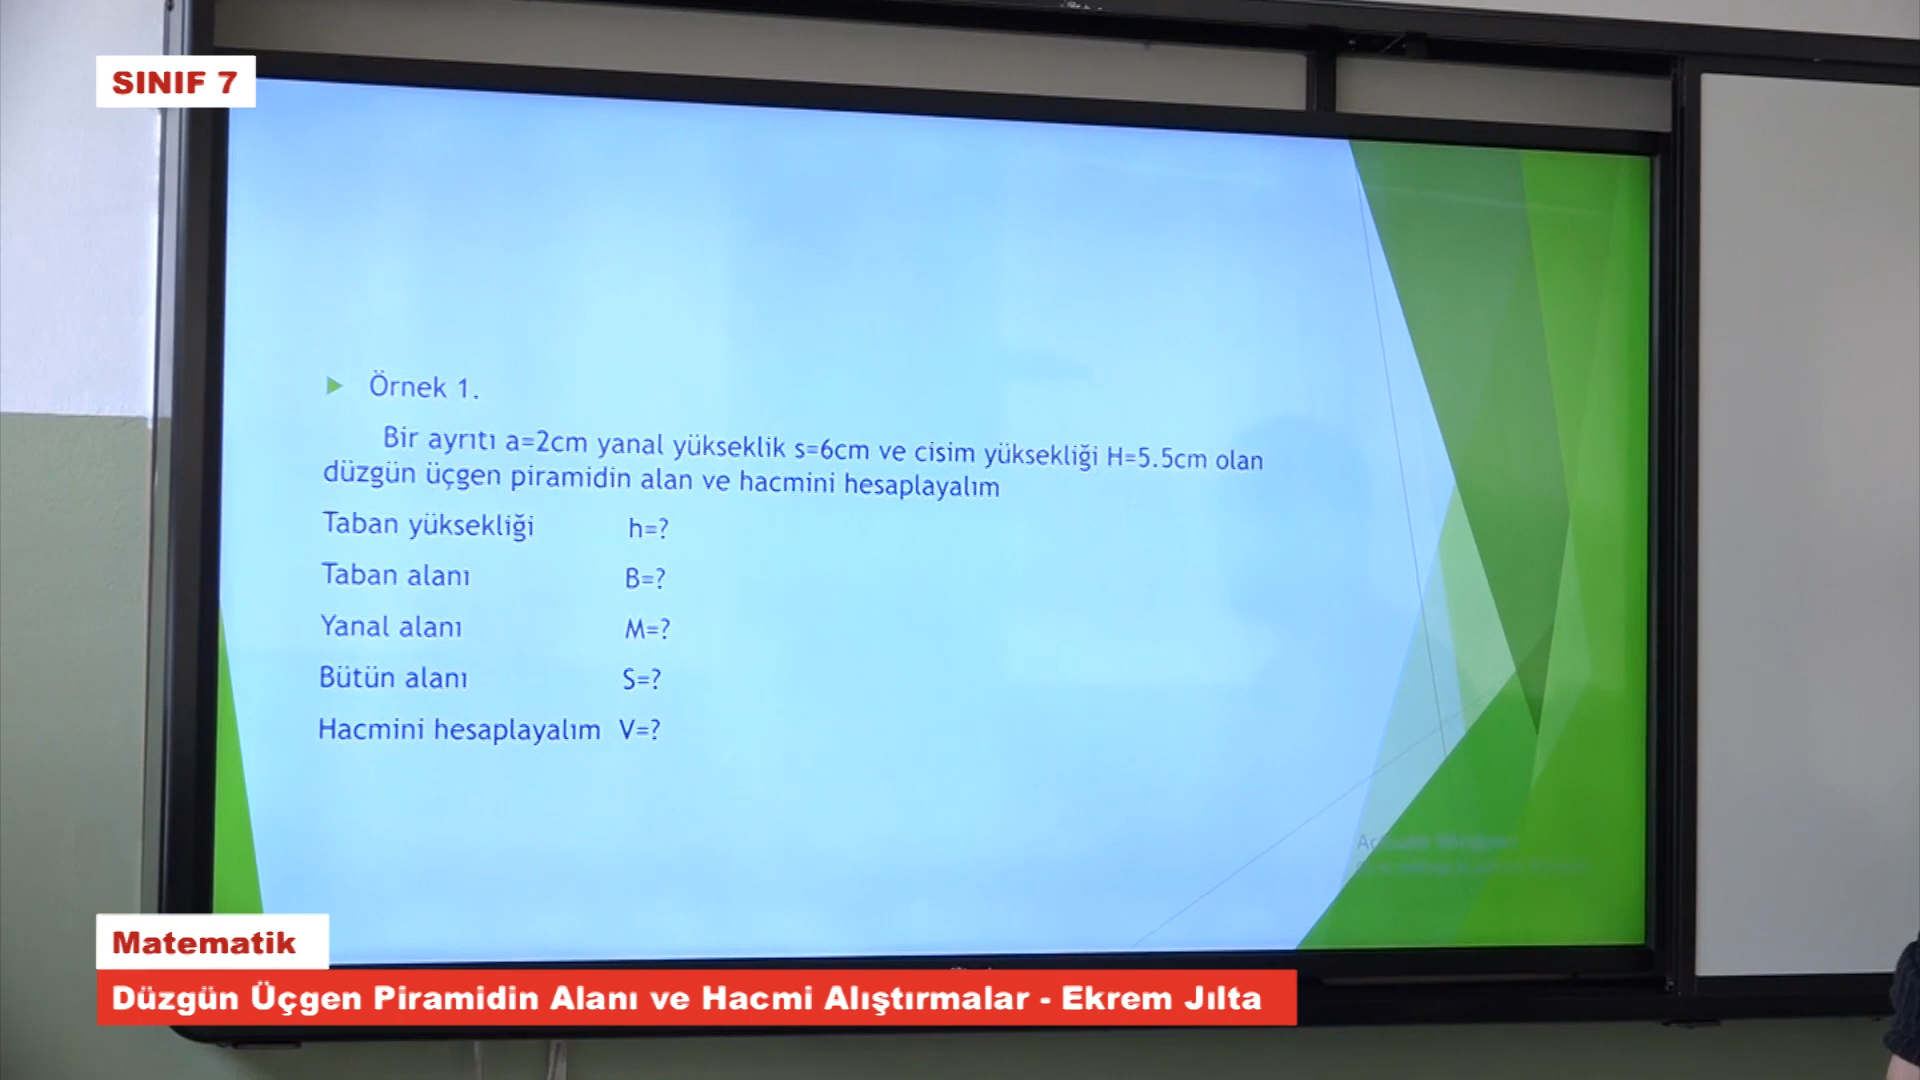 SINIF 7
Örnek 1.
Bir ayrıtı a=2cm yanal yükseklik s=6cm ve cisim yüksekliği H=5.5cm olan
düzgün üçgen piramidin alan ve hacmini hesaplayalım
Taban yüksekliği h=?
Taban alanı B=?
Yanal alanı M=?
Bütün alanı S=?
Hacmini hesaplayalım V=?
Matematik
Düzgün Üçgen Piramidin Alanı ve Hacmi Alıştırmalar - Ekrem Jılta